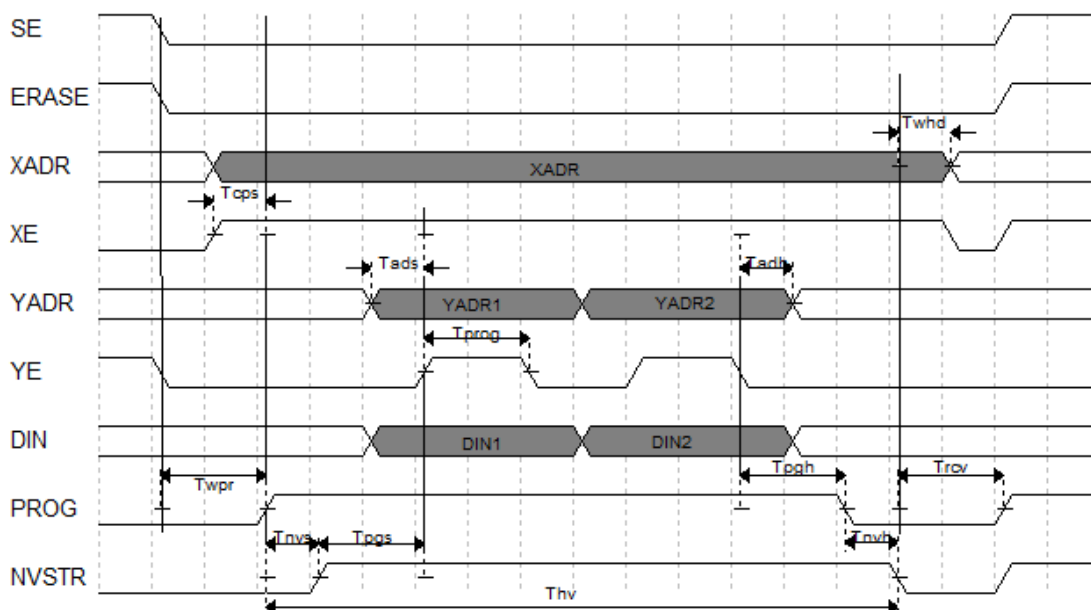 SE
ERASE
Twhd
XADR
XADR
Tcps
XE
Tads
Tadh
YADR
YADR1
YADR2
Tprog
YE
DIN
DIN1
DIN2
Twpr
Tpgh
Trcv
PROG
Tnvs
Tpgs
Tnvh
NVSTR
Thv